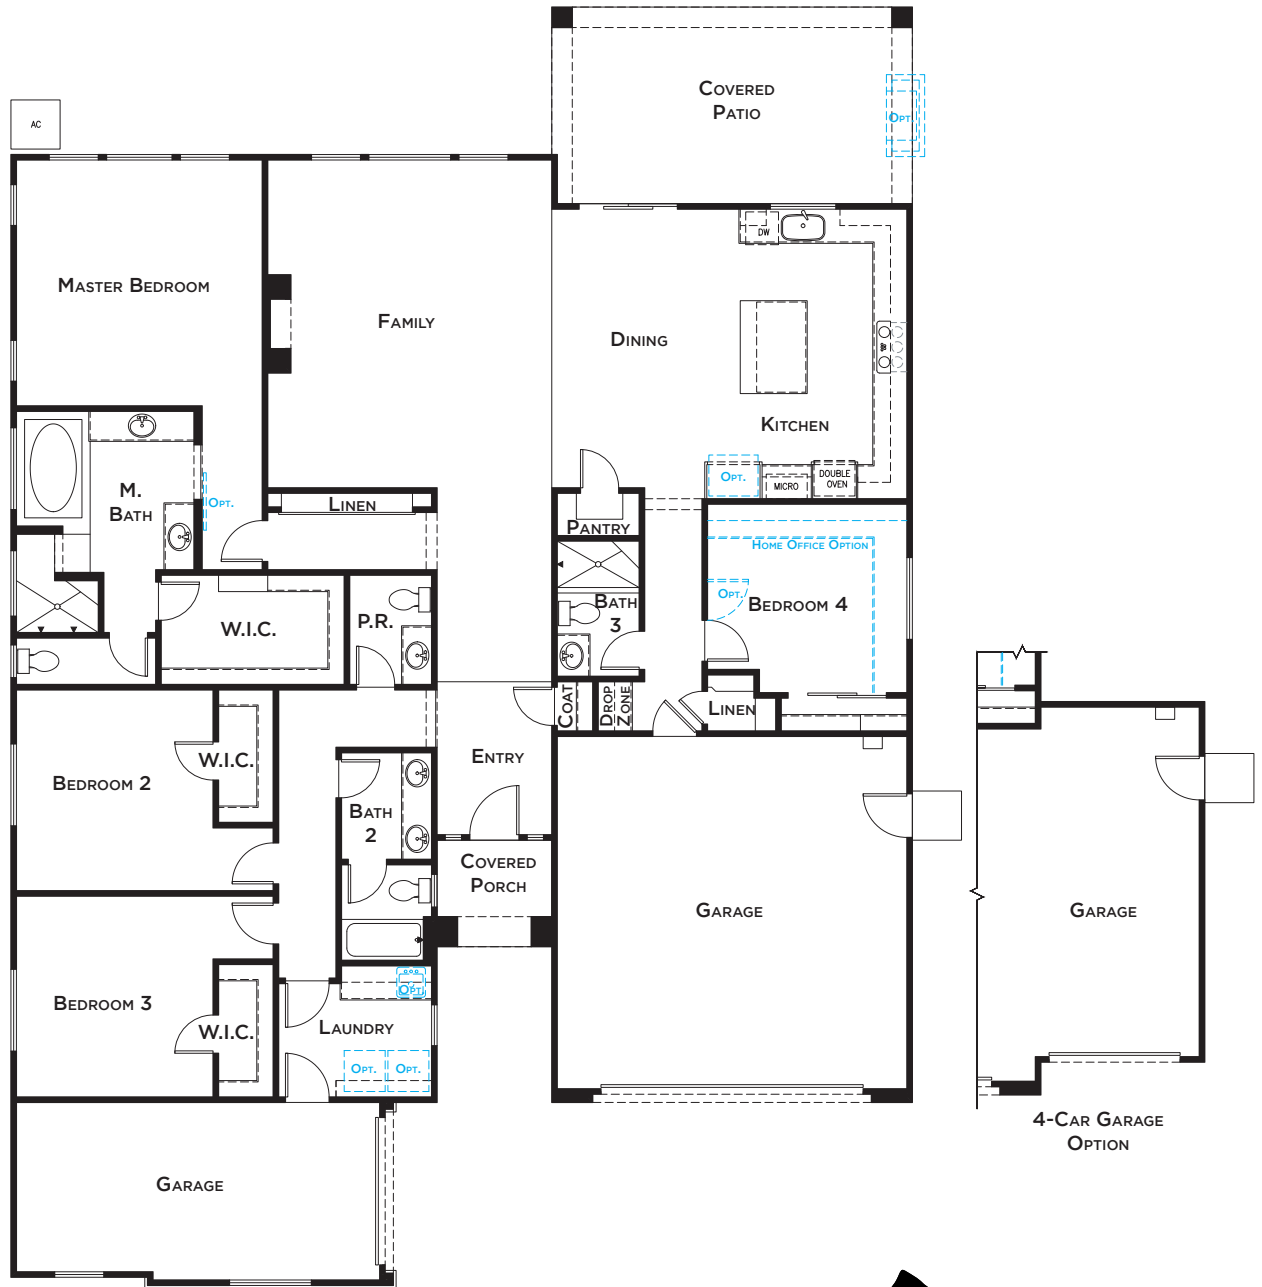 Covered
Patio
Opt.
AC
DW
Master Bedroom
Family
Dining
Kitchen
M.
Bath
Opt.
Linen
Opt.
Micro
Double
Oven
Pantry
Home Office Option
Opt.
Bedroom 4
Bath
3
W.I.C.
P.R.
Coat
Drop
Zone
Linen
Bedroom 2
W.I.C.
Entry
Bath
2
Covered
Porch
Garage
Garage
Bedroom 3
W.I.C.
Opt.
Laundry
Opt.
Opt.
4-Car Garage
Option
Garage